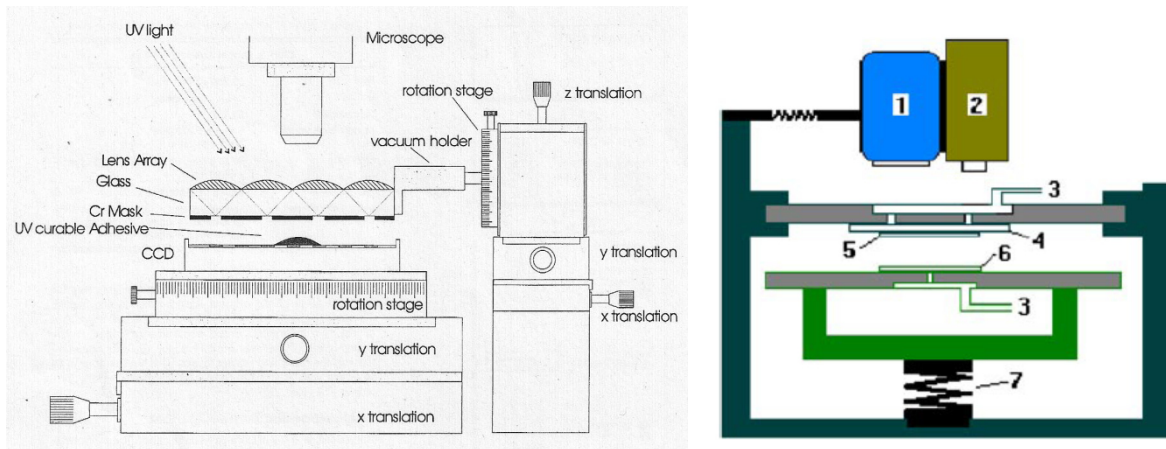 UV light
Microscope
rotation stage
z translation
vacuum holder
Lens Array
Glass
Cr Mask
UV curable Adhesive
CCD
y translation
rotation stage
x translation
y translation
x translation
1
2
3
4
5
6
3
7